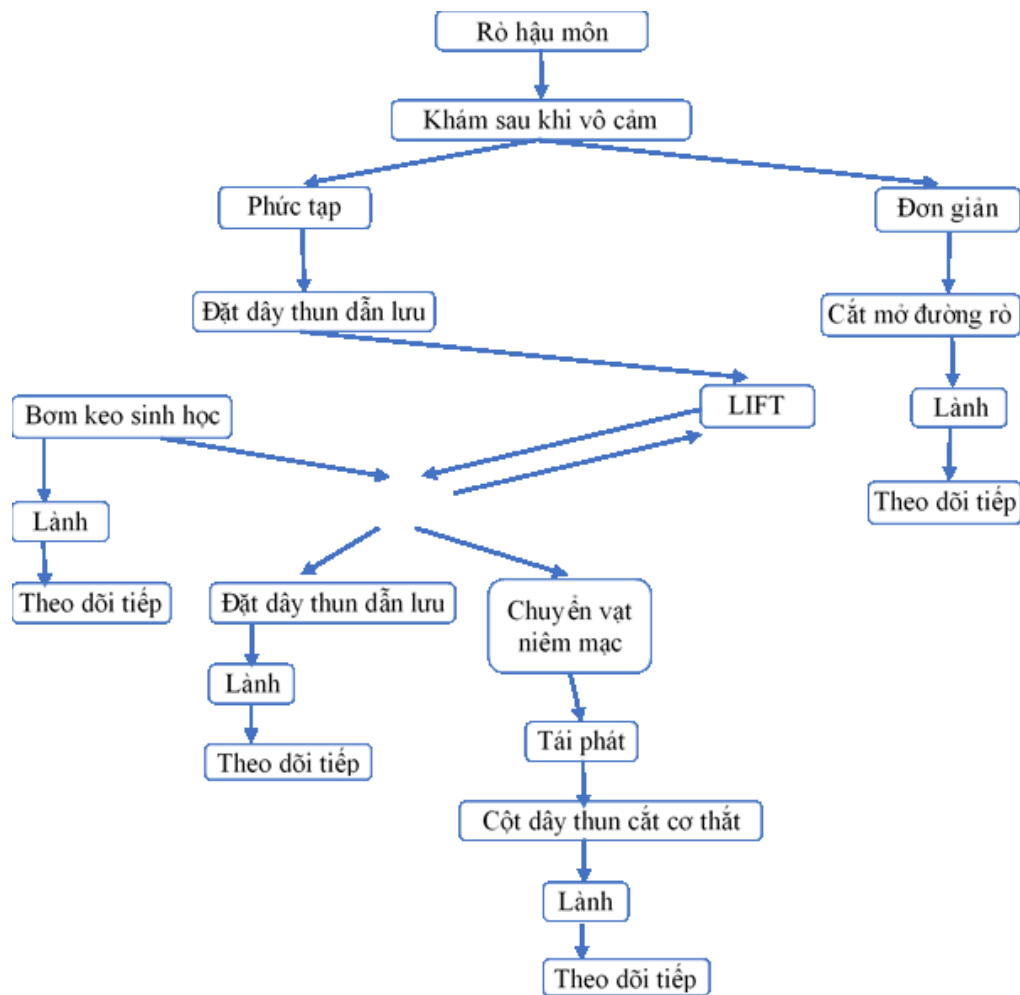 Rò hậu môn
Khám sau khi vô cảm
Phức tạp
Đơn giản
Đặt dây thun dẫn lưu
Cắt mở đường rò
LIFT
Lành
Bơm keo sinh học
Theo dõi tiếp
Lành
Theo dõi tiếp
Đặt dây thun dẫn lưu
Chuyển vạt
niêm mạc
Lành
Tái phát
Theo dõi tiếp
Cột dây thun cắt cơ thắt
Lành
Theo dõi tiếp